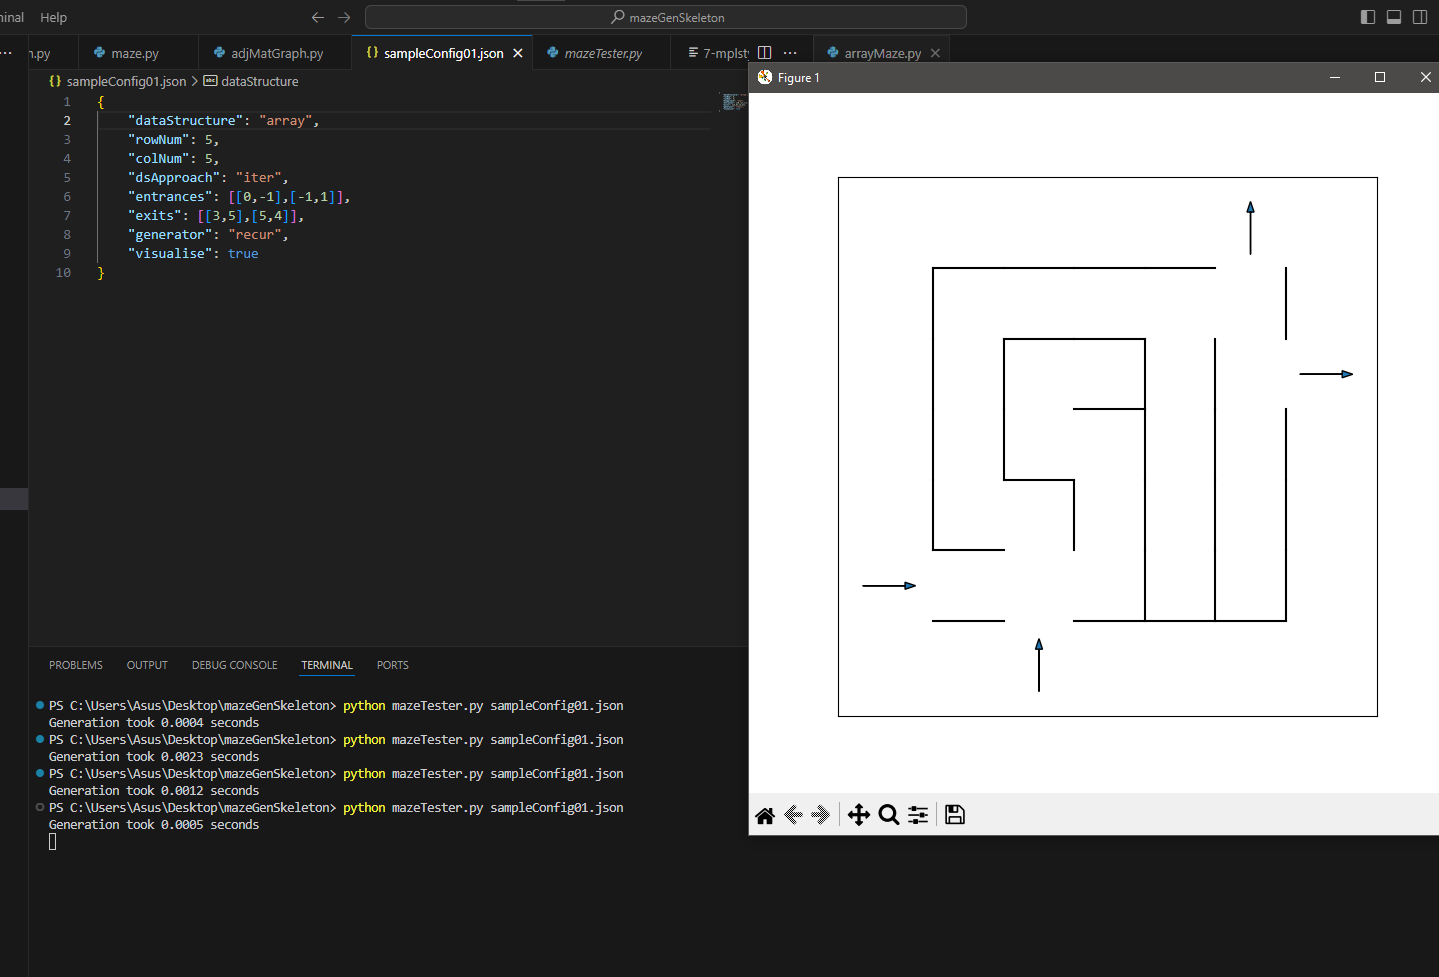 Help
mazeGenSkeleton
maze.py
adjMatGraph.py
{} sampleConfig01.json
mazeTester.py
arrayMaze.py
{} sampleConfig01.json > dataStructure
Figure 1
1 {
2 "dataStructure": "array",
3 "rowNum": 5,
4 "colNum": 5,
5 "dsApproach": "iter",
6 "entrances": [[0,-1],[-1,1]],
7 "exits": [[3,5],[5,4]],
8 "generator": "recur",
9 "visualise": true
10 }
PROBLEMS OUTPUT DEBUG CONSOLE TERMINAL PORTS
PS C:\Users\Asus\Desktop\mazeGenSkeleton> python mazeTester.py sampleConfig01.json
Generation took 0.0004 seconds
PS C:\Users\Asus\Desktop\mazeGenSkeleton> python mazeTester.py sampleConfig01.json
Generation took 0.0023 seconds
PS C:\Users\Asus\Desktop\mazeGenSkeleton> python mazeTester.py sampleConfig01.json
Generation took 0.0012 seconds
PS C:\Users\Asus\Desktop\mazeGenSkeleton> python mazeTester.py sampleConfig01.json
Generation took 0.0005 seconds